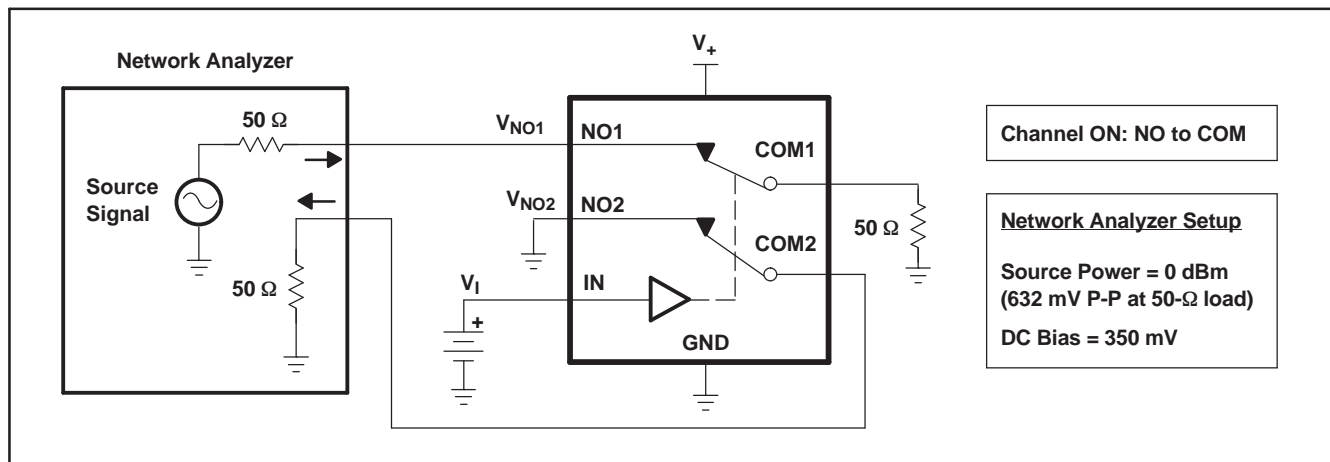 Network Analyzer
50 Ω
Source
Signal
50 Ω
V+
VNO1
NO1
COM1
VNO2
NO2
COM2
50 Ω
VI
+
IN
GND
Channel ON: NO to COM
Network Analyzer Setup
Source Power = 0 dBm
(632 mV P-P at 50-Ω load)
DC Bias = 350 mV